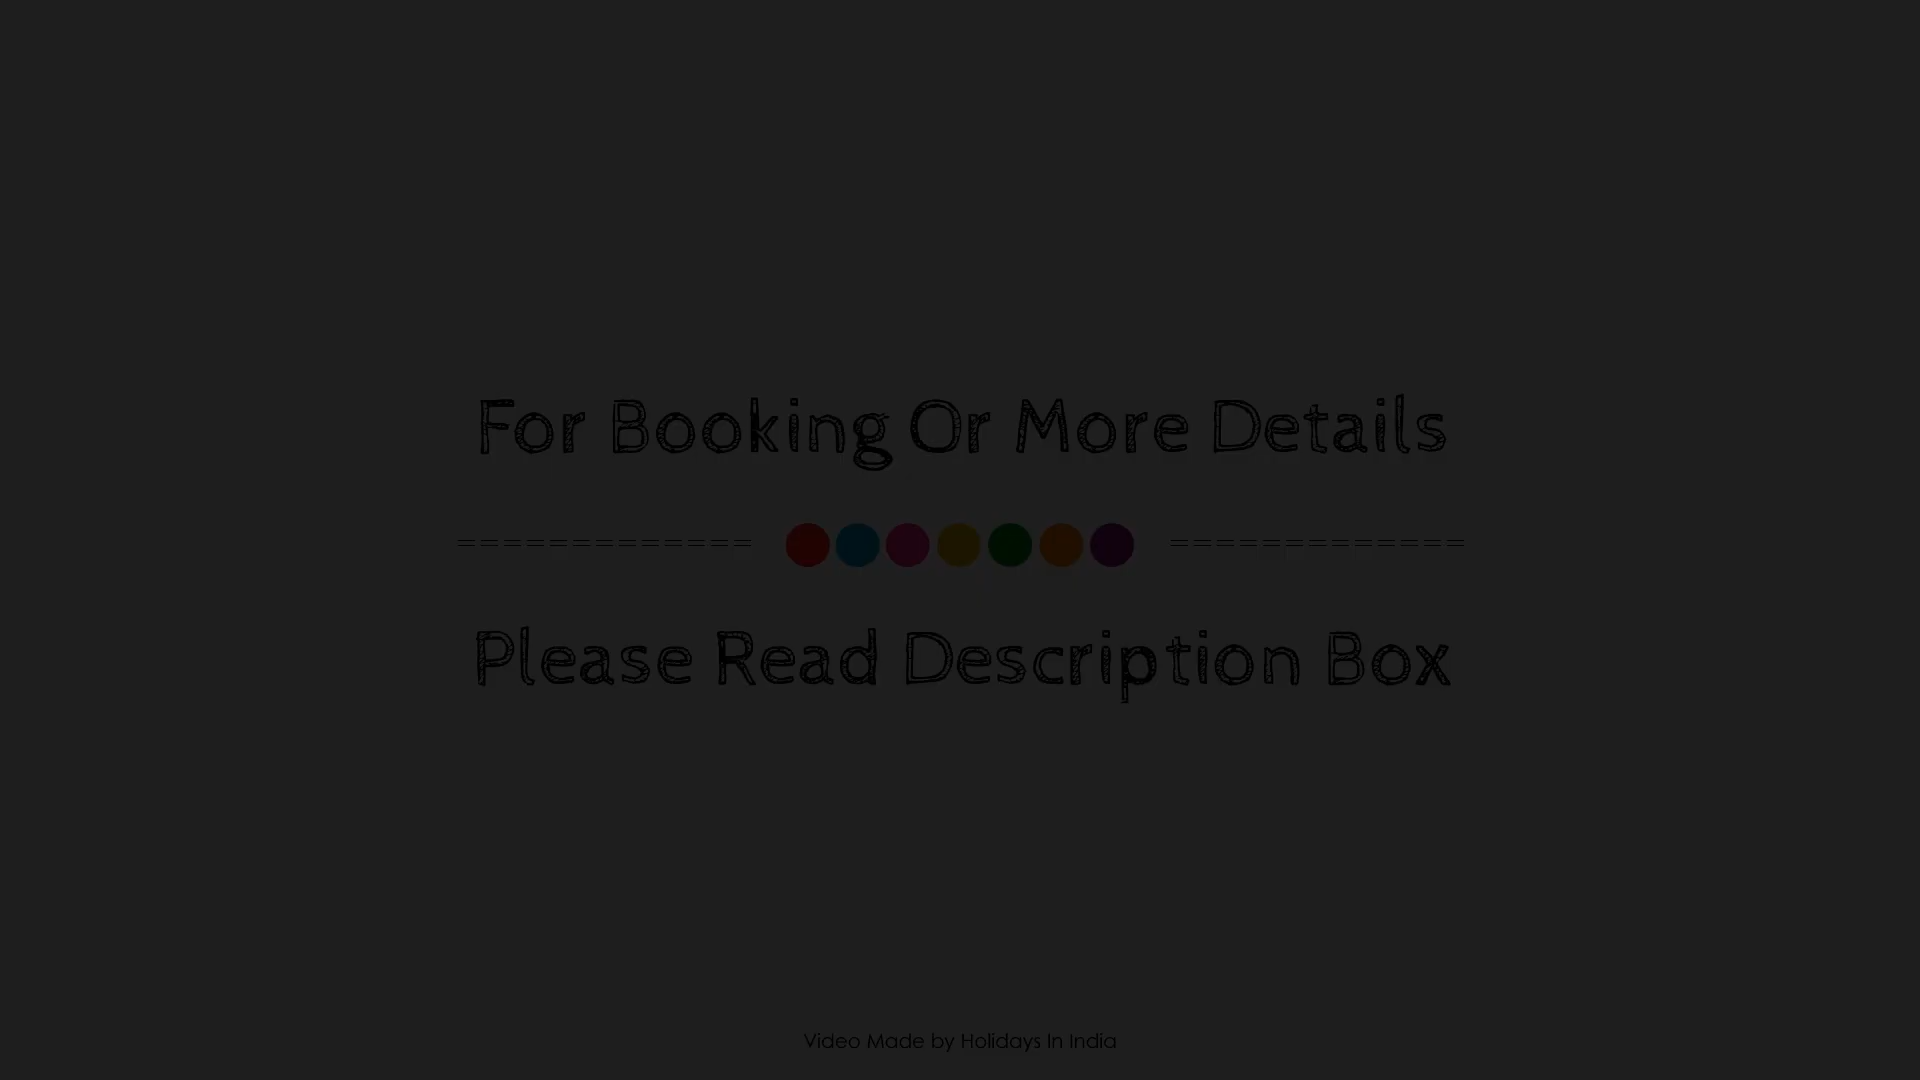 For Booking Or More Details
============= =============
Please Read Description Box
Video Made by Holidays In India